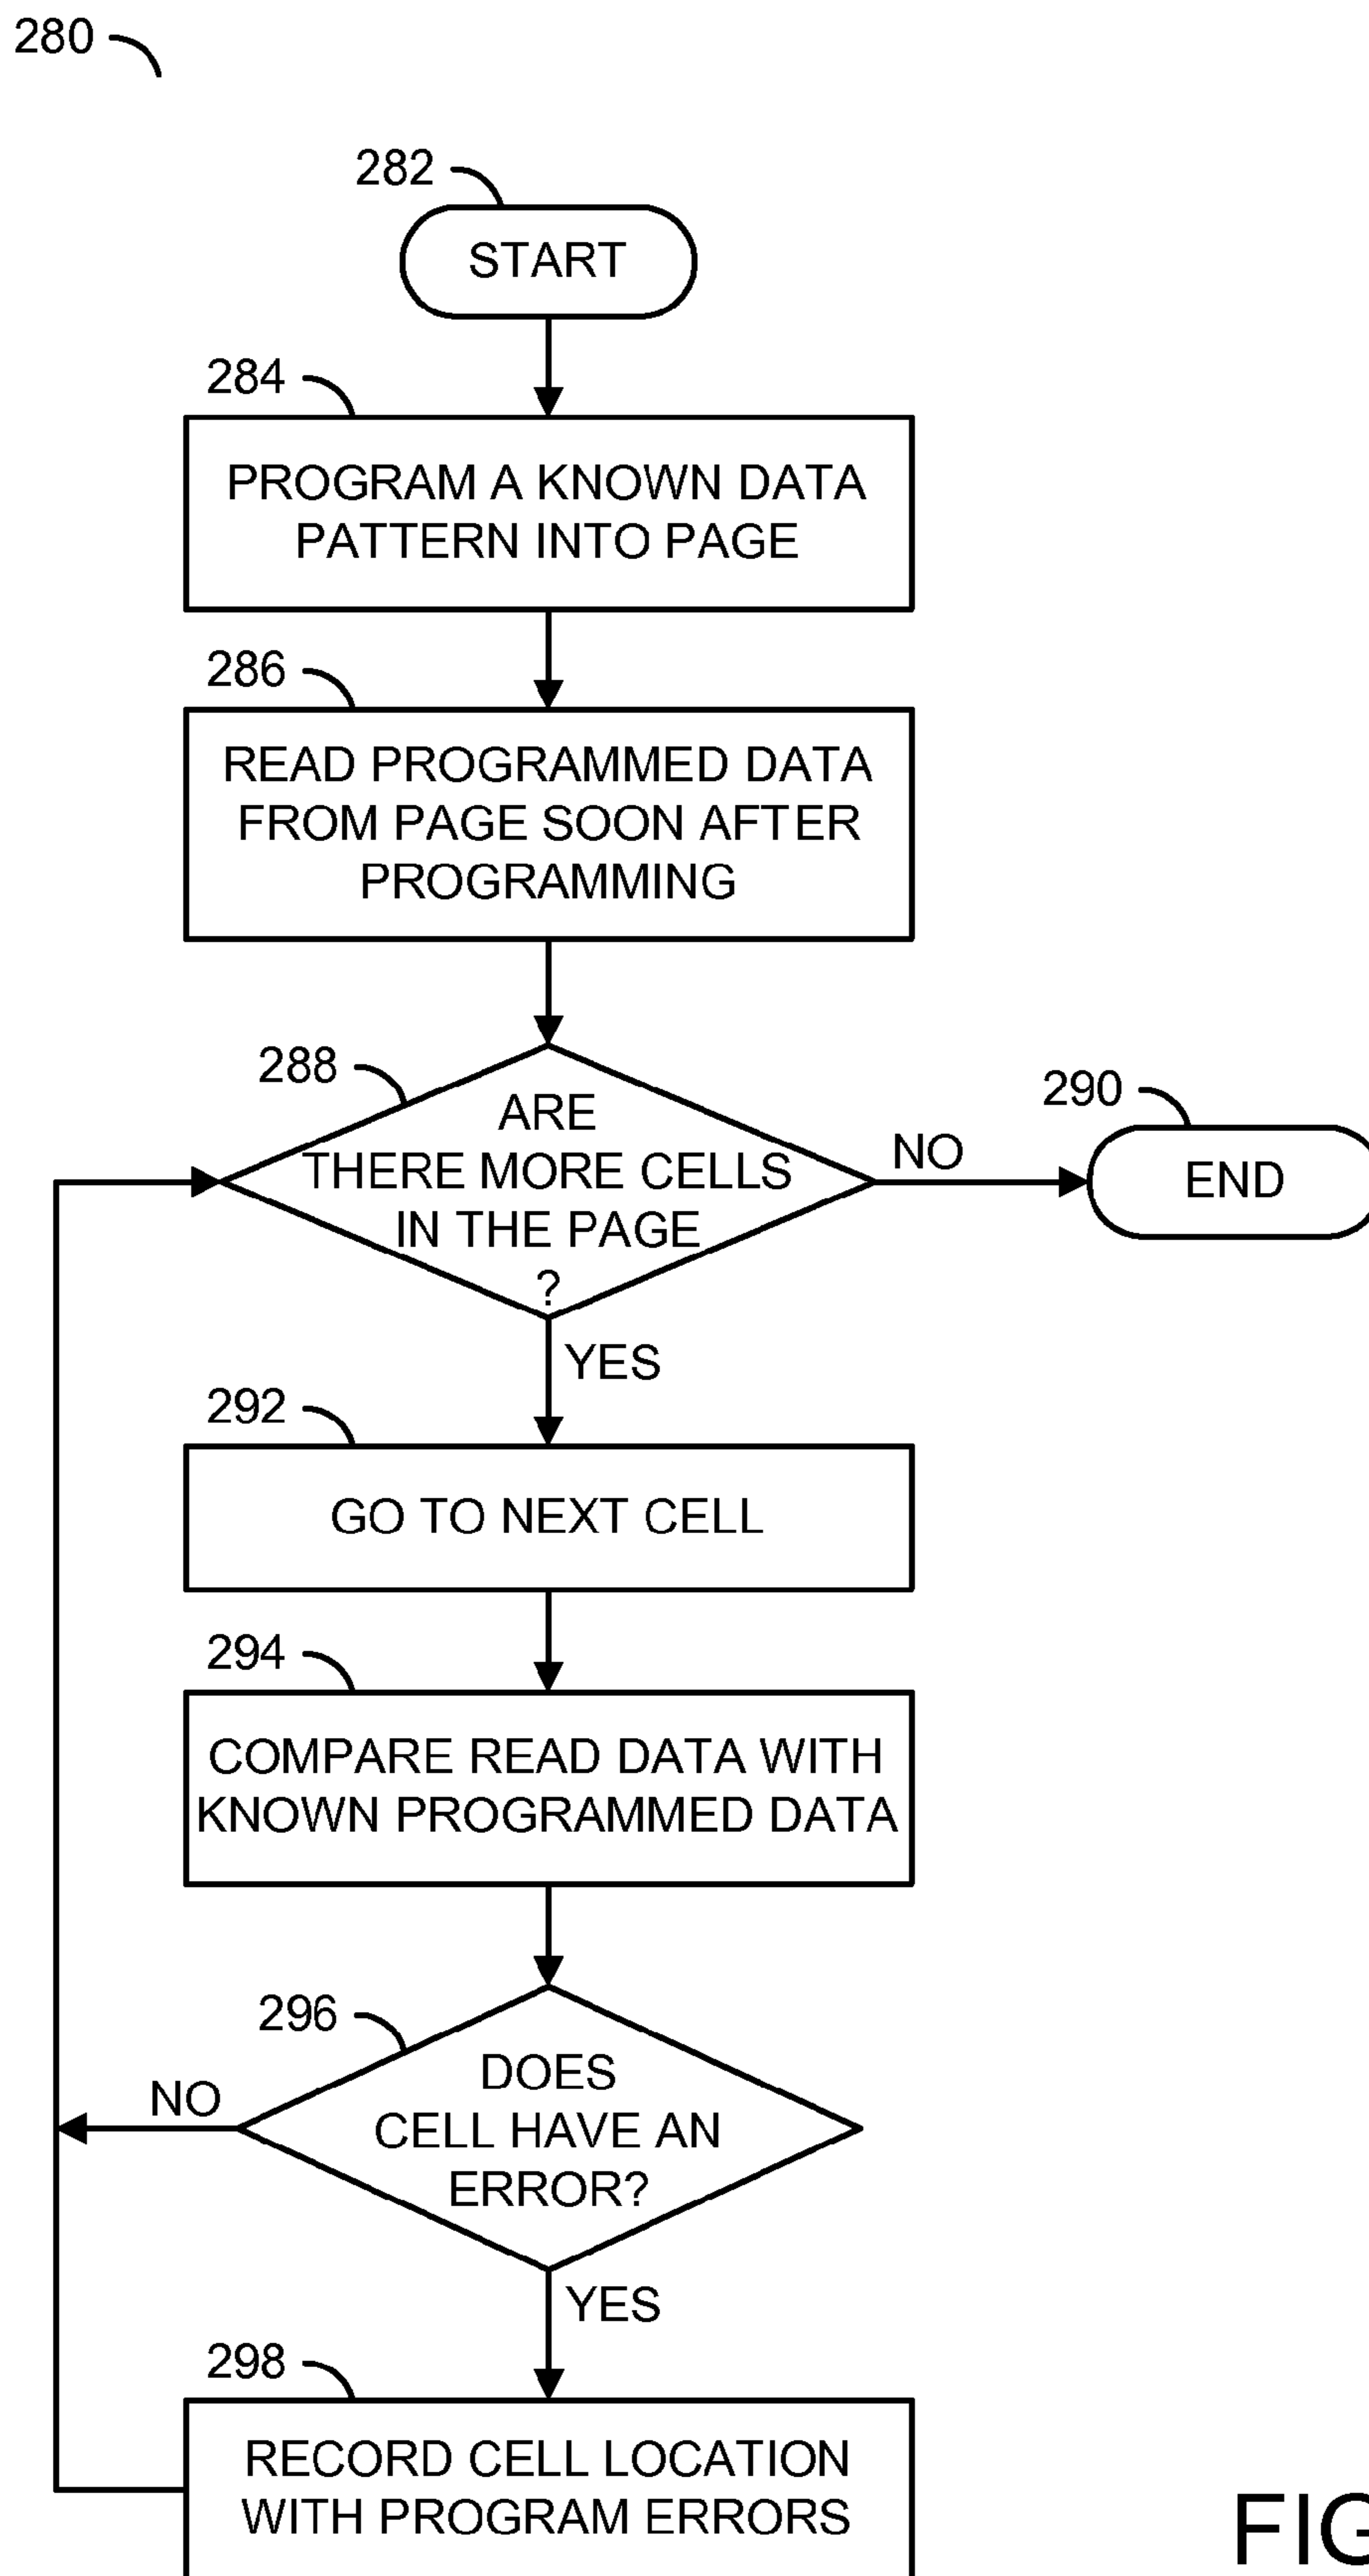 280
282
START
284
PROGRAM A KNOWN DATA
PATTERN INTO PAGE
286
READ PROGRAMMED DATA
FROM PAGE SOON AFTER
PROGRAMMING
288
ARE
THERE MORE CELLS
IN THE PAGE
?
NO
290
END
YES
292
GO TO NEXT CELL
294
COMPARE READ DATA WITH
KNOWN PROGRAMMED DATA
296
DOES
CELL HAVE AN
ERROR?
NO
YES
298
RECORD CELL LOCATION
WITH PROGRAM ERRORS
FIG